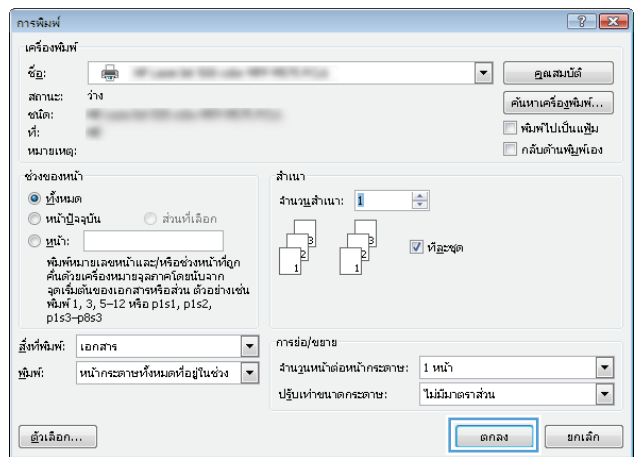 การพิมพ์
เครื่องพิมพ์
ชื่อ:
คุณสมบัติ
สถานะ: ว่าง
ค้นหาเครื่องพิมพ์...
ชนิด:
ที่:
พิมพ์ไปเป็นแฟ้ม
หมายเหตุ:
กลับด้านพิมพ์เอง
ช่วงของหน้า
ทั้งหมด
หน้าปัจจุบัน ส่วนที่เลือก
หน้า:
พิมพ์หมายเลขหน้าและ/หรือช่วงหน้าที่ถูก
คั่นด้วยเครื่องหมายจุลภาคโดยนับจาก
จุดเริ่มต้นของเอกสารหรือส่วน ตัวอย่างเช่น
พิมพ์ 1, 3, 5–12 หรือ p1s1, p1s2,
p1s3–p8s3
สำเนา
จำนวนสำเนา: 1
3 3
2 2
1 1
ทีละชุด
สิ่งที่พิมพ์: เอกสาร
พิมพ์: หน้ากระดาษทั้งหมดที่อยู่ในช่วง
การย่อ/ขยาย
จำนวนหน้าต่อหน้ากระดาษ: 1 หน้า
ปรับเท่าขนาดกระดาษ: ไม่มีมาตราส่วน
ตัวเลือก...
ตกลง
ยกเลิก